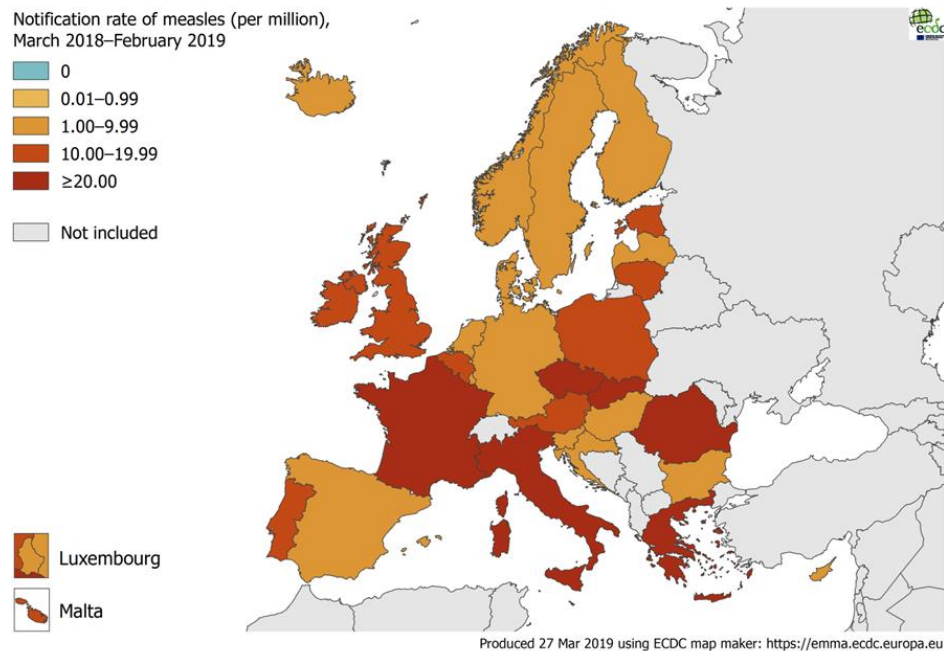 Notification rate of measles (per million),
March 2018–February 2019
0
0.01–0.99
1.00–9.99
10.00–19.99
≥20.00
Not included
ecdc
Luxembourg
Malta
Produced 27 Mar 2019 using ECDC map maker: https://emma.ecdc.europa.eu